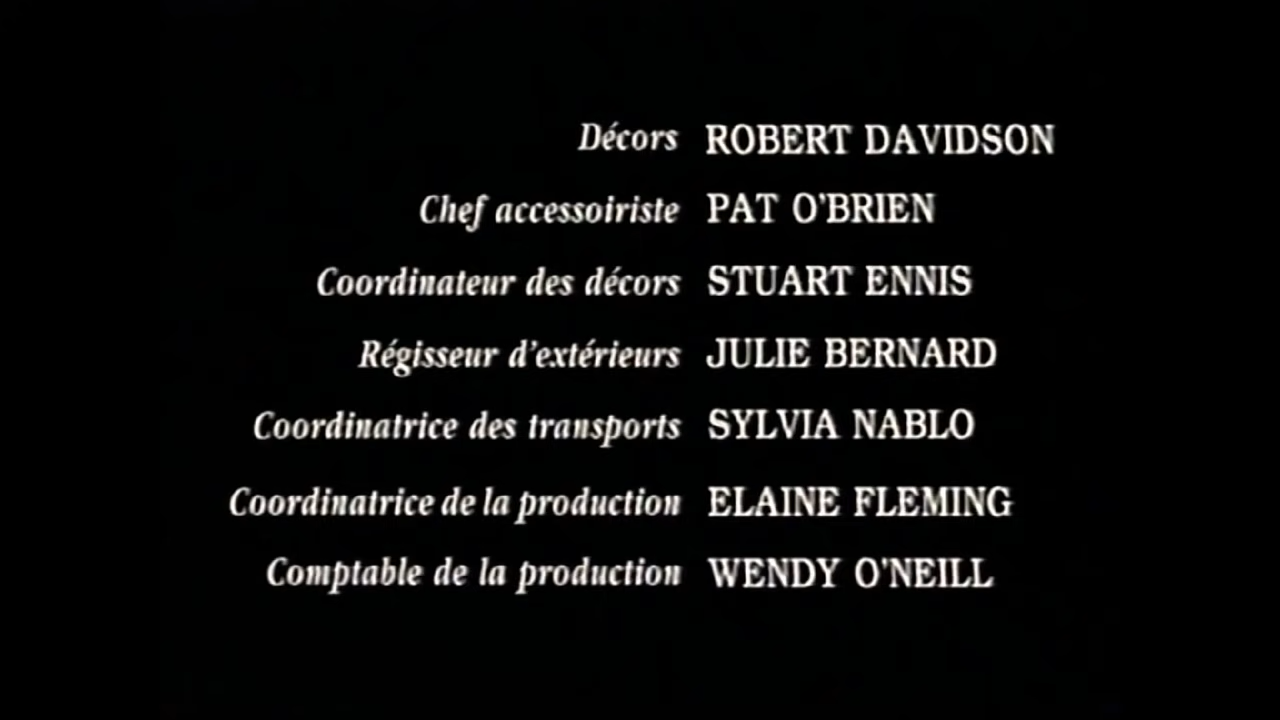 Décors ROBERT DAVIDSON
Chef accessoiriste PAT O'BRIEN
Coordinateur des décors STUART ENNIS
Régisseur d'extérieurs JULIE BERNARD
Coordinatrice des transports SYLVIA NABLO
Coordinatrice de la production ELAINE FLEMING
Comptable de la production WENDY O'NEILL